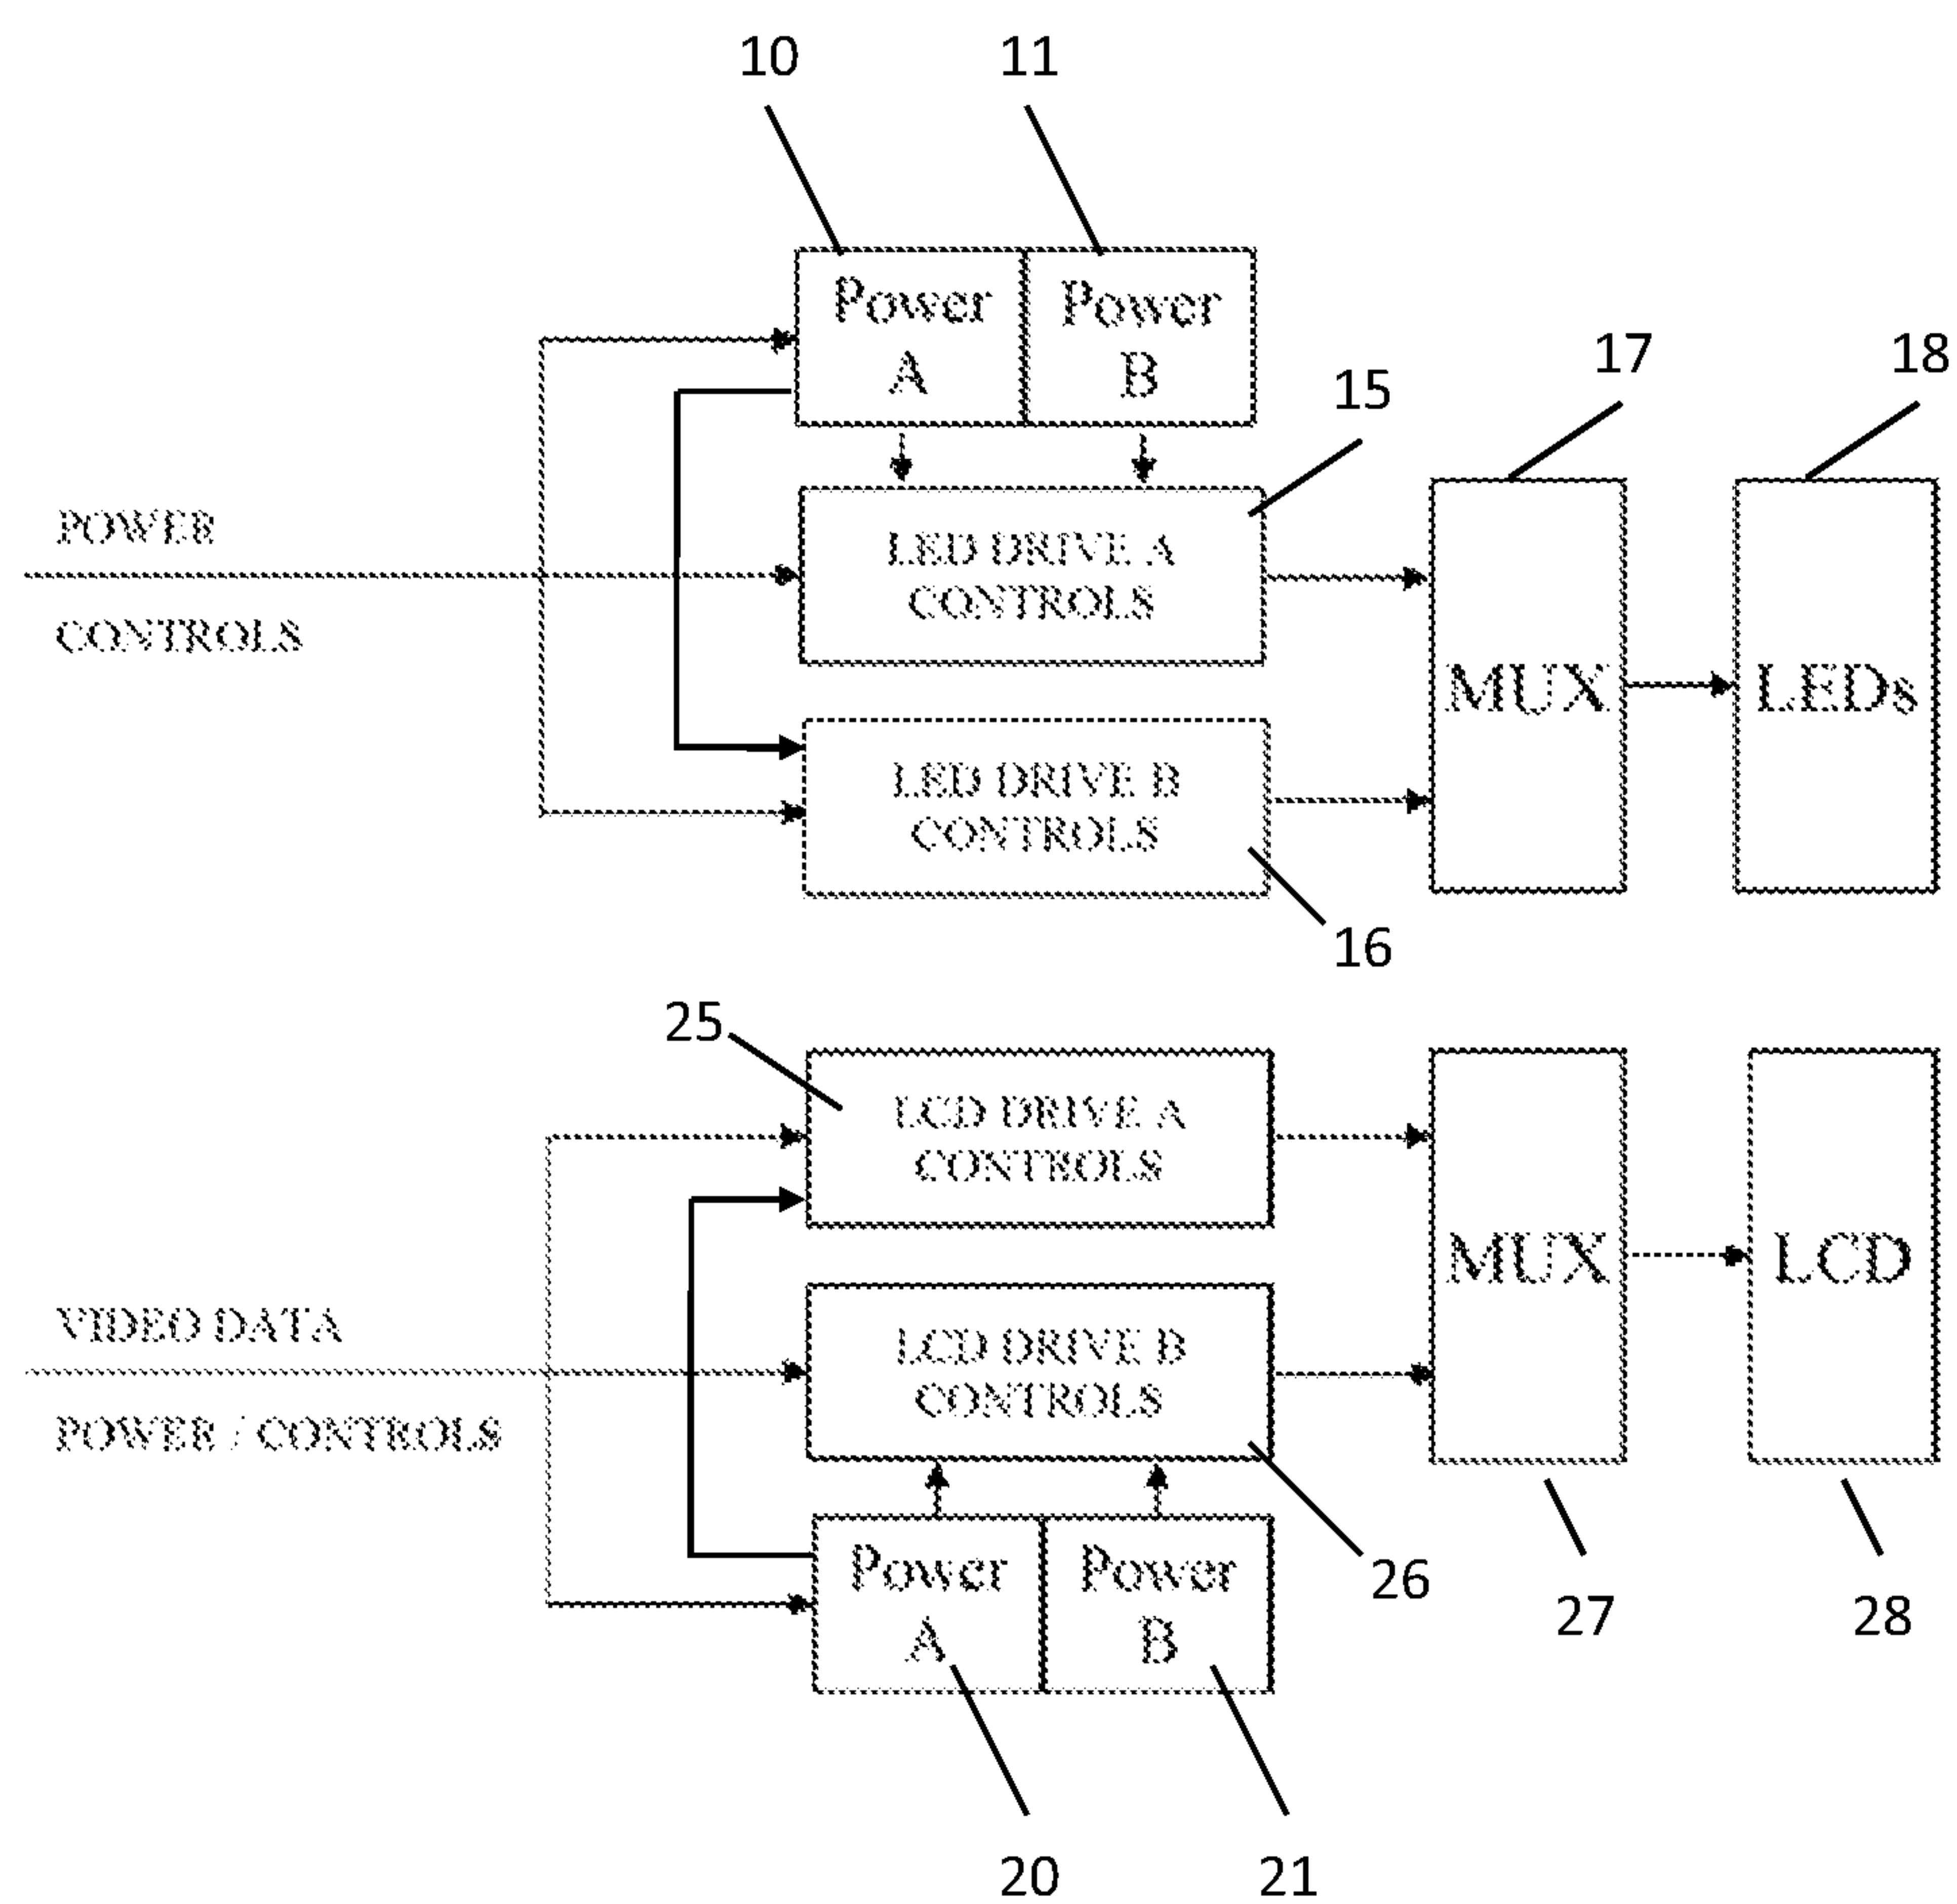 10
11
Power
A
Power
B
15
17
18
POWER
CONTROLS
LED DRIVE A
CONTROLS
MUX
LEDs
LED DRIVE B
CONTROLS
16
25
LCD DRIVE A
CONTROLS
VIDEO DATA
POWER / CONTROLS
LCD DRIVE B
CONTROLS
MUX
LCD
Power
A
Power
B
26
27
28
20
21